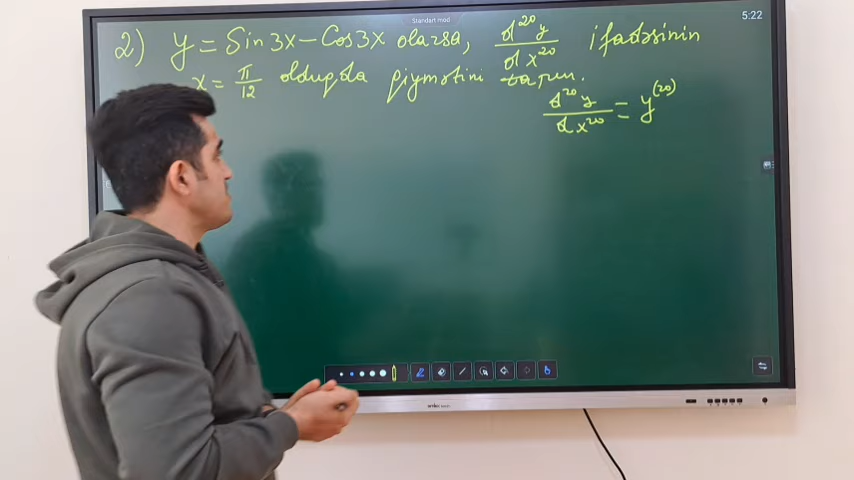 Standart mod
5:22
2) y = Sin3x − Cos3x olarsa, d²⁰y/dx²⁰ ifadəsinin
x = π/12 olduqda qiymətini tapın.
d²⁰y/dx²⁰ = y⁽²⁰⁾